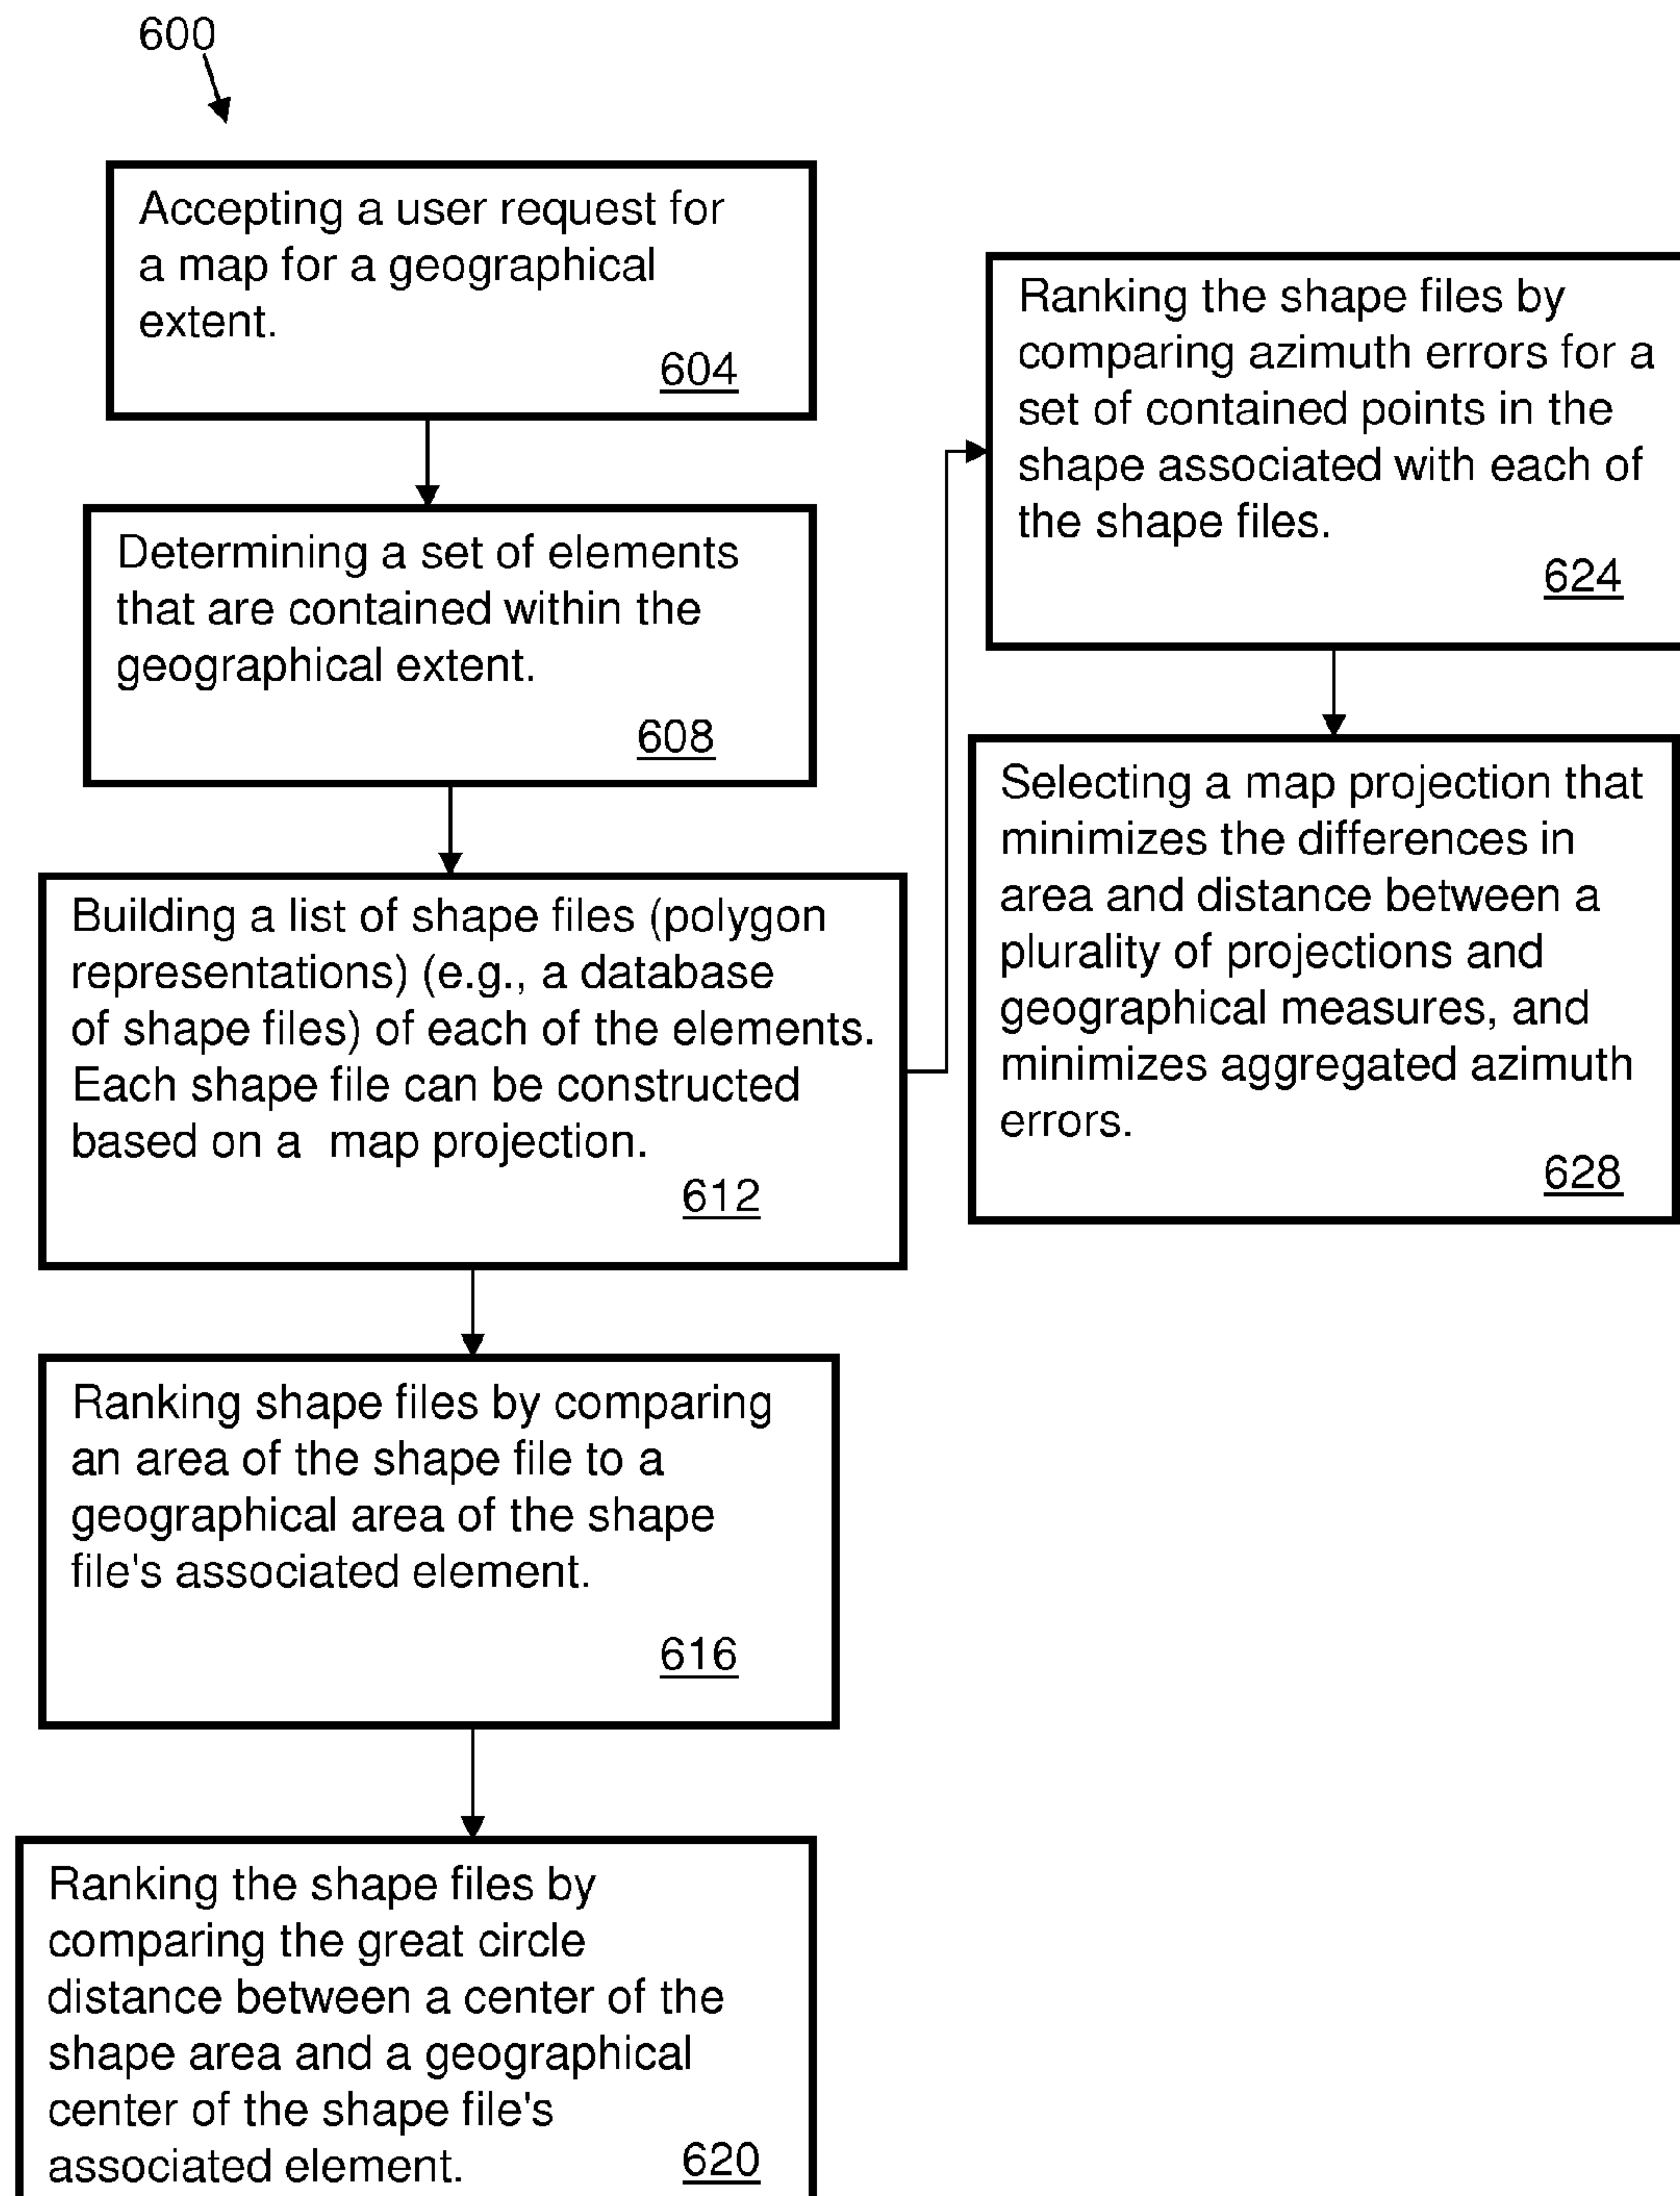 600
Accepting a user request for
a map for a geographical
extent.
604
Determining a set of elements
that are contained within the
geographical extent.
608
Building a list of shape files (polygon
representations) (e.g., a database
of shape files) of each of the elements.
Each shape file can be constructed
based on a map projection.
612
Ranking shape files by comparing
an area of the shape file to a
geographical area of the shape
file's associated element.
616
Ranking the shape files by
comparing the great circle
distance between a center of the
shape area and a geographical
center of the shape file's
associated element.
620
Ranking the shape files by
comparing azimuth errors for a
set of contained points in the
shape associated with each of
the shape files.
624
Selecting a map projection that
minimizes the differences in
area and distance between a
plurality of projections and
geographical measures, and
minimizes aggregated azimuth
errors.
628